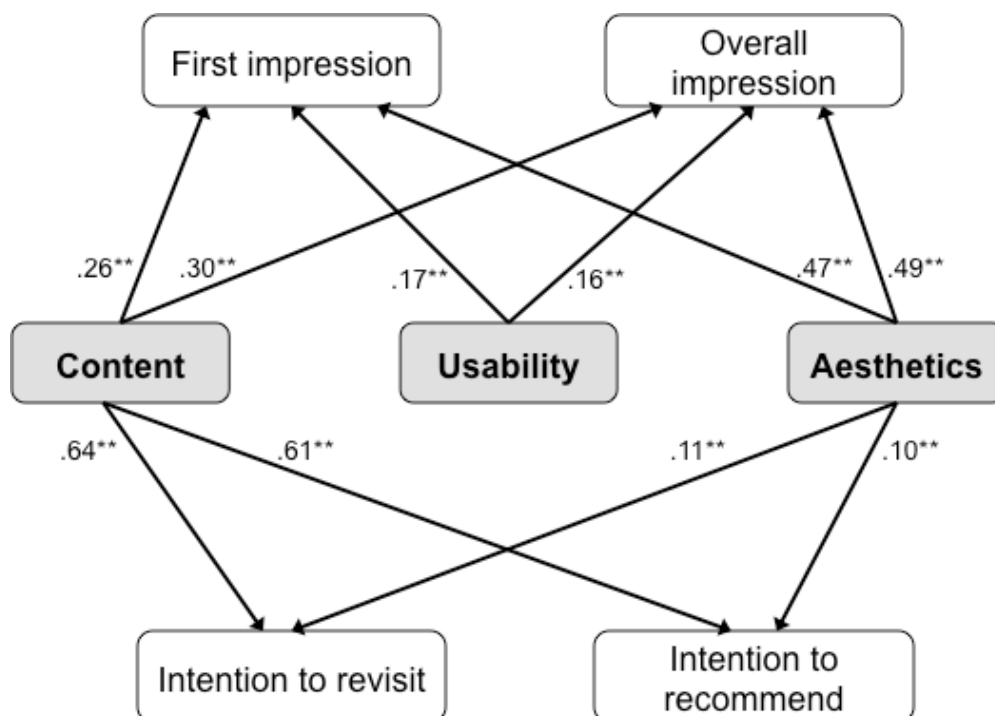 First impression
Overall
impression
.26**
.30**
.17**
.16**
.47**
.49**
Content
Usability
Aesthetics
.64**
.61**
.11**
.10**
Intention to revisit
Intention to
recommend